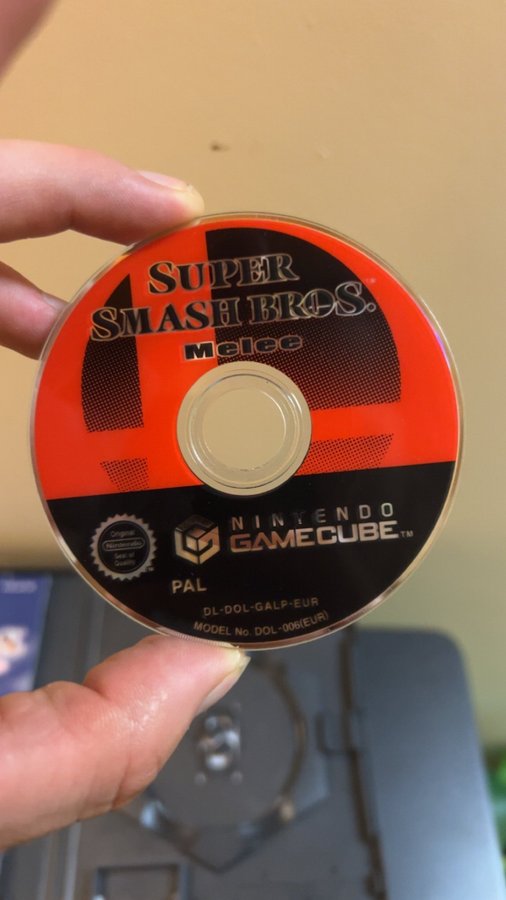 SUPER
SMASH BROS.
Melee
NINTENDO
GAMECUBE™
Original
Nintendo
Seal of
Quality
PAL
DL-DOL-GALP-EUR
MODEL No. DOL-006(EUR)